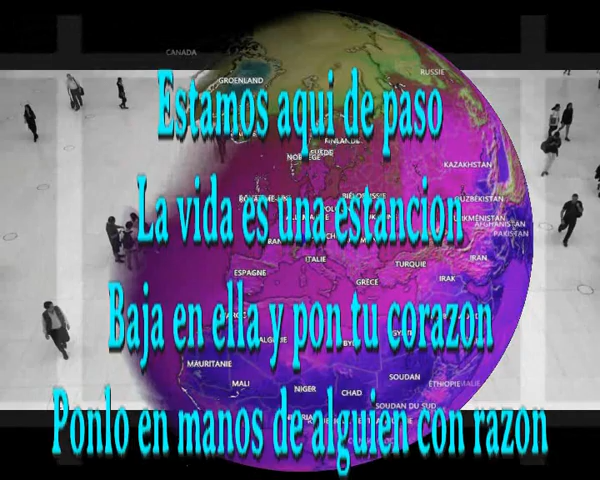 CANADA
GROENLAND
RUSSIE
Estamos aqui de paso
FINLANDE
NORVEGE
SUEDE
KAZAKHSTAN
La vida es una estancion
OUZBEKISTAN
TURKMENISTAN
AFGHANISTAN
PAKISTAN
ITALIE
TURQUIE
IRAN
ESPAGNE
GRECE
IRAK
Baja en ella y pon tu corazon
MAURITANIE
MALI
NIGER
CHAD
SOUDAN
ETHIOPIE
SOUDAN DU SUD
Ponlo en manos de alguien con razon